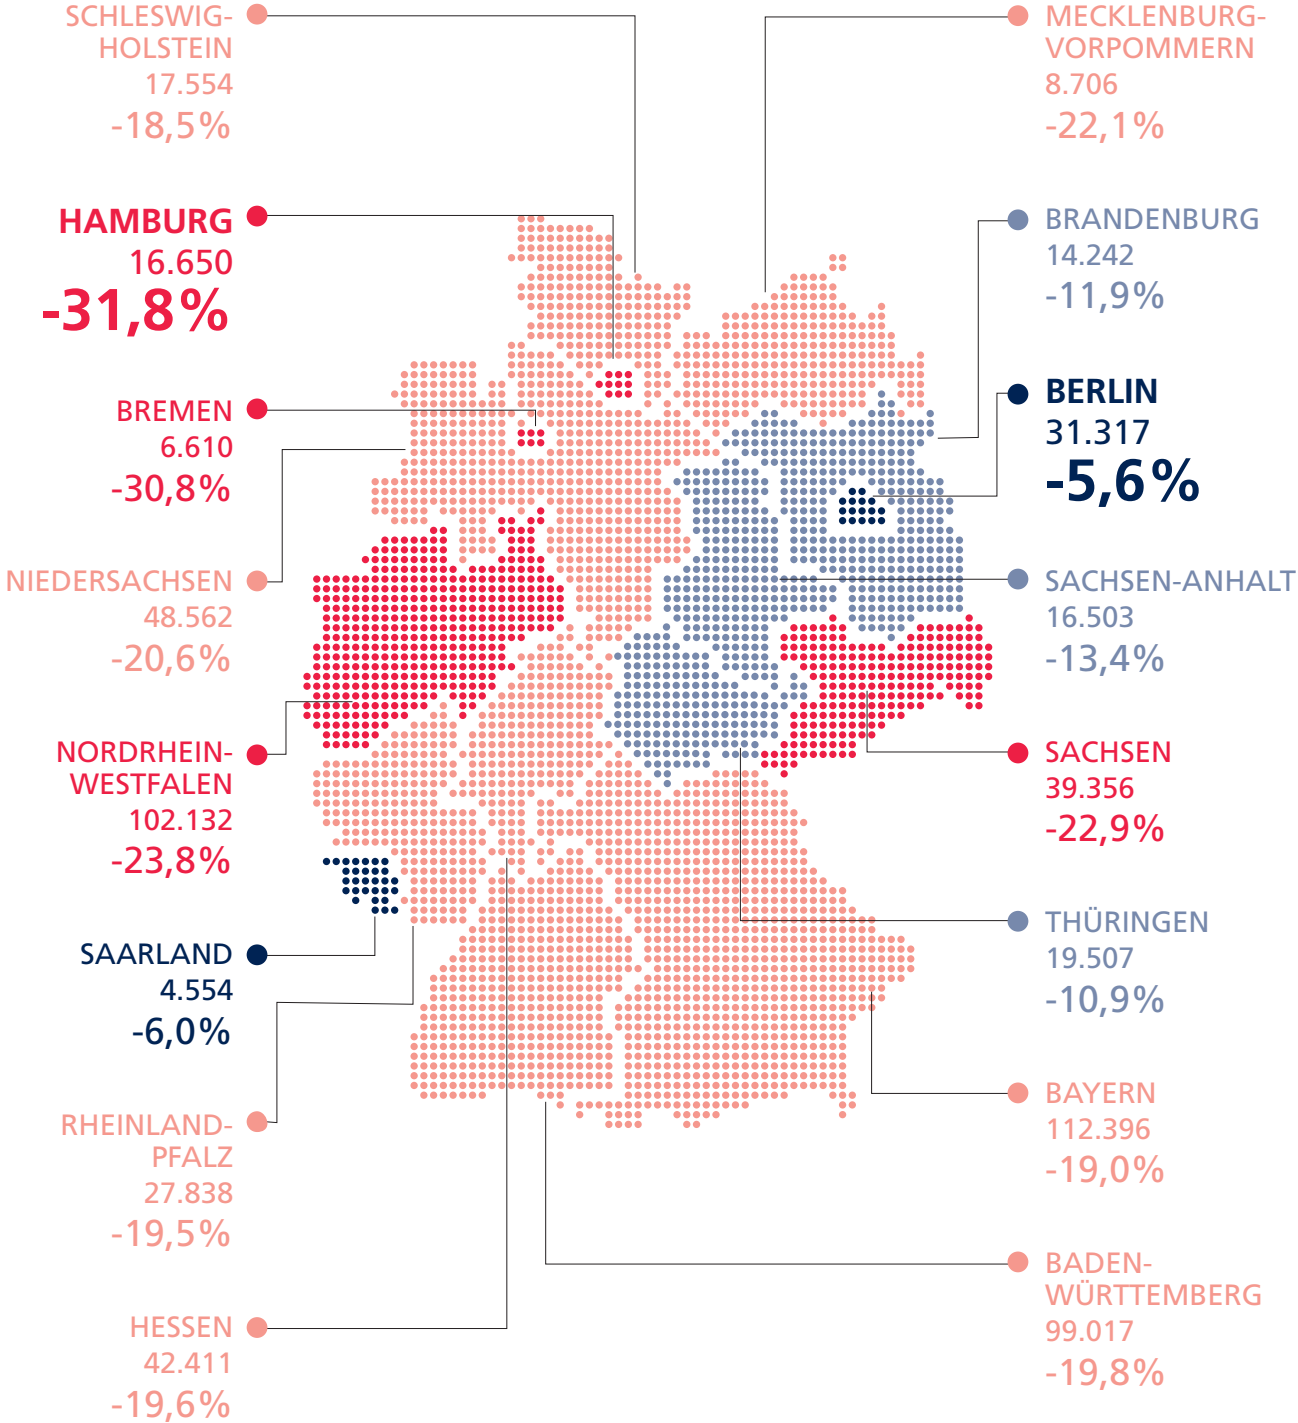 SCHLESWIG-
HOLSTEIN
17.554
-18,5%
HAMBURG
16.650
-31,8%
BREMEN
6.610
-30,8%
NIEDERSACHSEN
48.562
-20,6%
NORDRHEIN-
WESTFALEN
102.132
-23,8%
SAARLAND
4.554
-6,0%
RHEINLAND-
PFALZ
27.838
-19,5%
HESSEN
42.411
-19,6%
MECKLENBURG-
VORPOMMERN
8.706
-22,1%
BRANDENBURG
14.242
-11,9%
BERLIN
31.317
-5,6%
SACHSEN-ANHALT
16.503
-13,4%
SACHSEN
39.356
-22,9%
THÜRINGEN
19.507
-10,9%
BAYERN
112.396
-19,0%
BADEN-
WÜRTTEMBERG
99.017
-19,8%